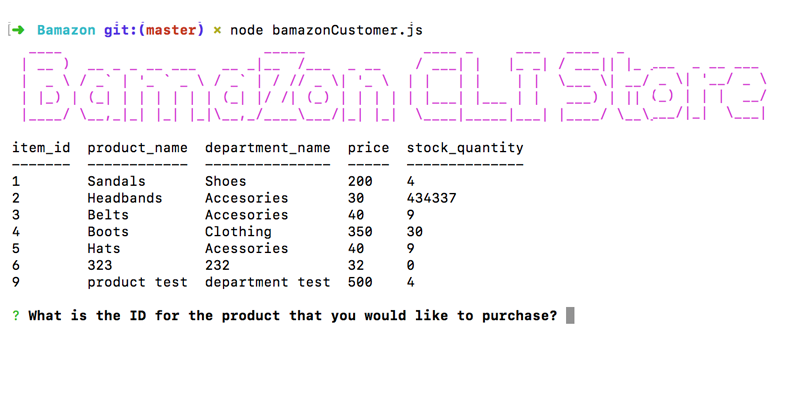 ➜ Bamazon git:(master) × node bamazonCustomer.js
Bamazon CLI Store
item_id product_name department_name price stock_quantity
------- ------------ --------------- ----- --------------
1 Sandals Shoes 200 4
2 Headbands Accesories 30 434337
3 Belts Accesories 40 9
4 Boots Clothing 350 30
5 Hats Acessories 40 9
6 323 232 32 0
9 product test department test 500 4
? What is the ID for the product that you would like to purchase?